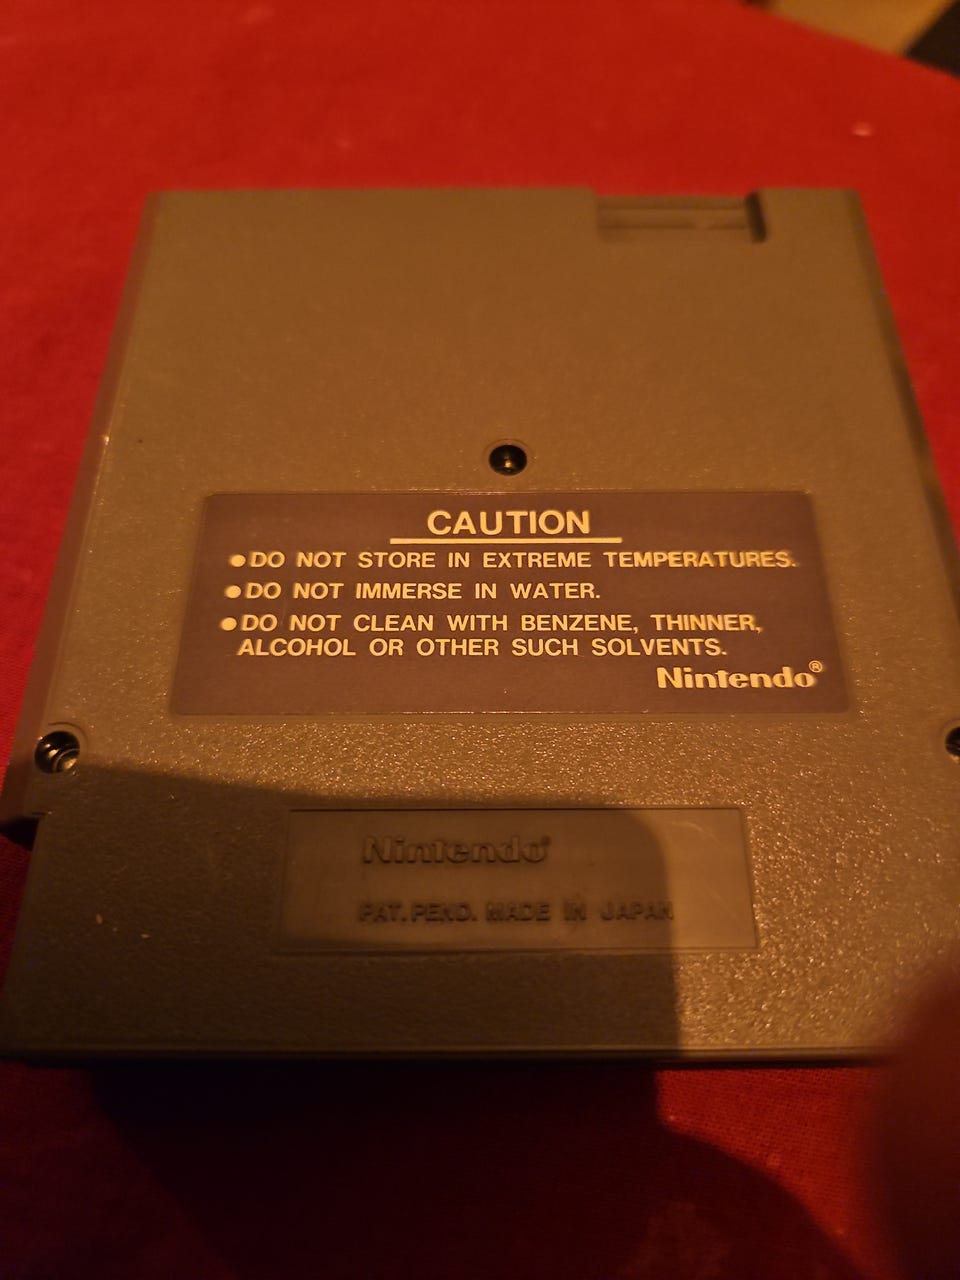 CAUTION
●DO NOT STORE IN EXTREME TEMPERATURES.
●DO NOT IMMERSE IN WATER.
●DO NOT CLEAN WITH BENZENE, THINNER,
ALCOHOL OR OTHER SUCH SOLVENTS.
Nintendo®
Nintendo®
PAT. PEND. MADE IN JAPAN